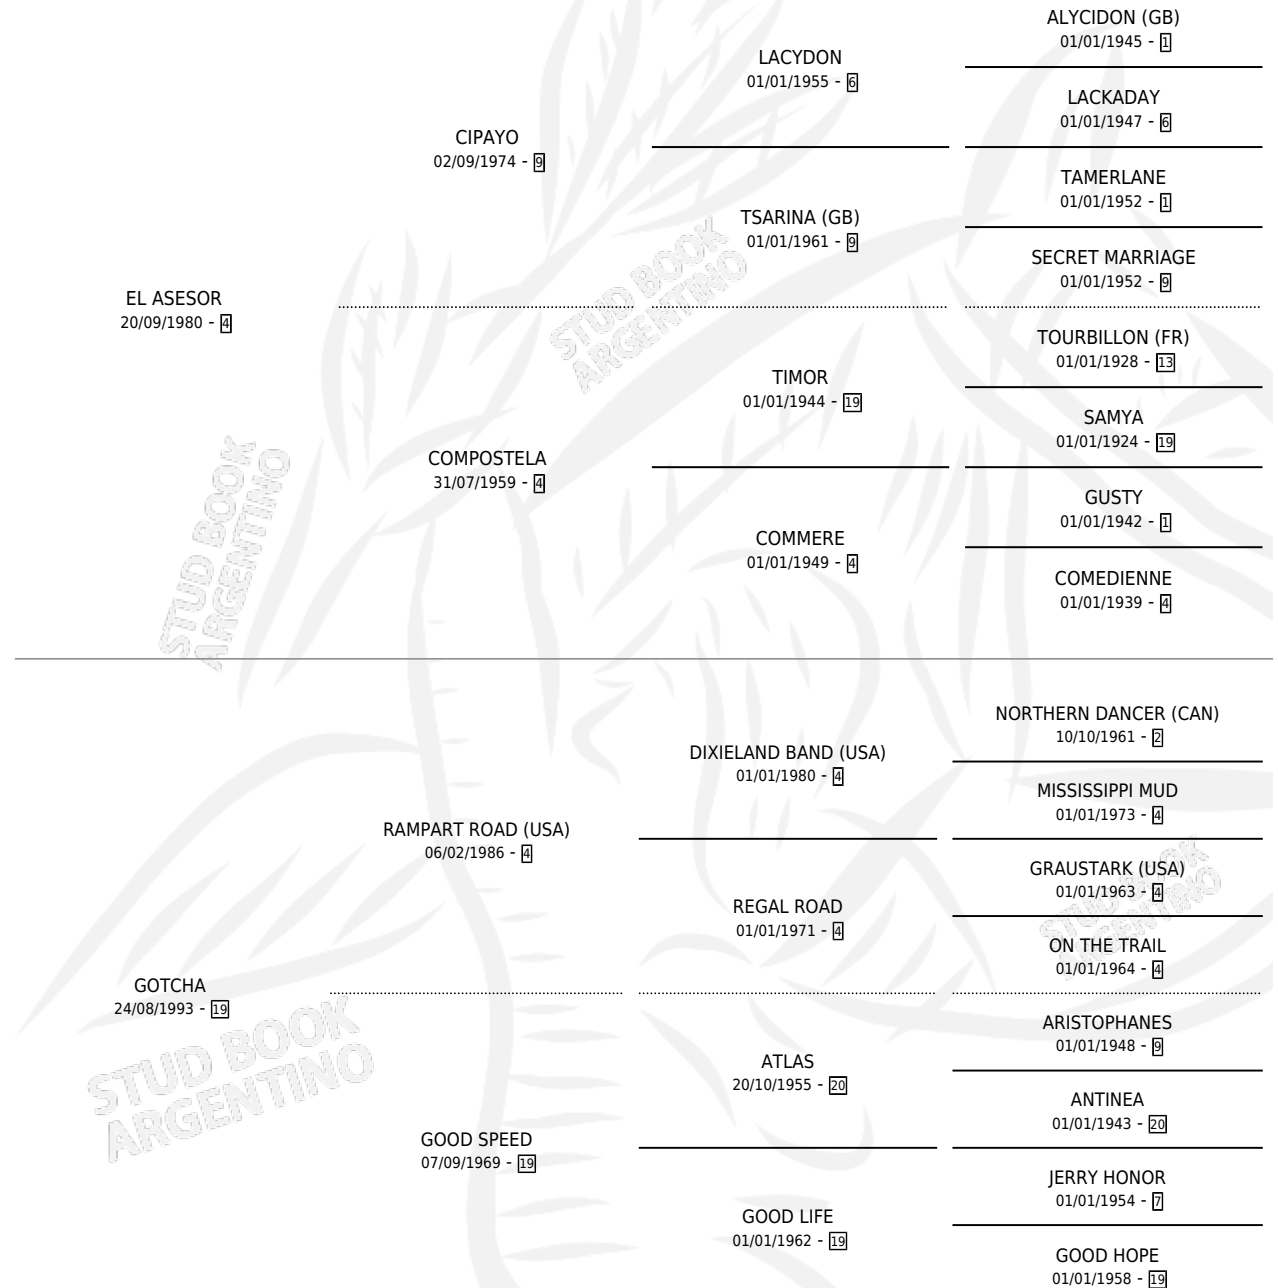 ALYCIDON (GB)
01/01/1945 - 1
LACYDON
01/01/1955 - 6
LACKADAY
01/01/1947 - 6
CIPAYO
02/09/1974 - 9
TAMERLANE
01/01/1952 - 1
TSARINA (GB)
01/01/1961 - 9
SECRET MARRIAGE
01/01/1952 - 9
EL ASESOR
20/09/1980 - 4
TOURBILLON (FR)
01/01/1928 - 13
TIMOR
01/01/1944 - 19
SAMYA
01/01/1924 - 19
COMPOSTELA
31/07/1959 - 4
GUSTY
01/01/1942 - 1
COMMERE
01/01/1949 - 4
COMEDIENNE
01/01/1939 - 4
NORTHERN DANCER (CAN)
10/10/1961 - 2
DIXIELAND BAND (USA)
01/01/1980 - 4
MISSISSIPPI MUD
01/01/1973 - 4
RAMPART ROAD (USA)
06/02/1986 - 4
GRAUSTARK (USA)
01/01/1963 - 4
REGAL ROAD
01/01/1971 - 4
ON THE TRAIL
01/01/1964 - 4
GOTCHA
24/08/1993 - 19
ARISTOPHANES
01/01/1948 - 9
ATLAS
20/10/1955 - 20
ANTINEA
01/01/1943 - 20
GOOD SPEED
07/09/1969 - 19
JERRY HONOR
01/01/1954 - 7
GOOD LIFE
01/01/1962 - 19
GOOD HOPE
01/01/1958 - 19
STUD BOOK
ARGENTINO
STUD BOOK
ARGENTINO
STUD BOOK
ARGENTINO
STUD BOOK
ARGENTINO